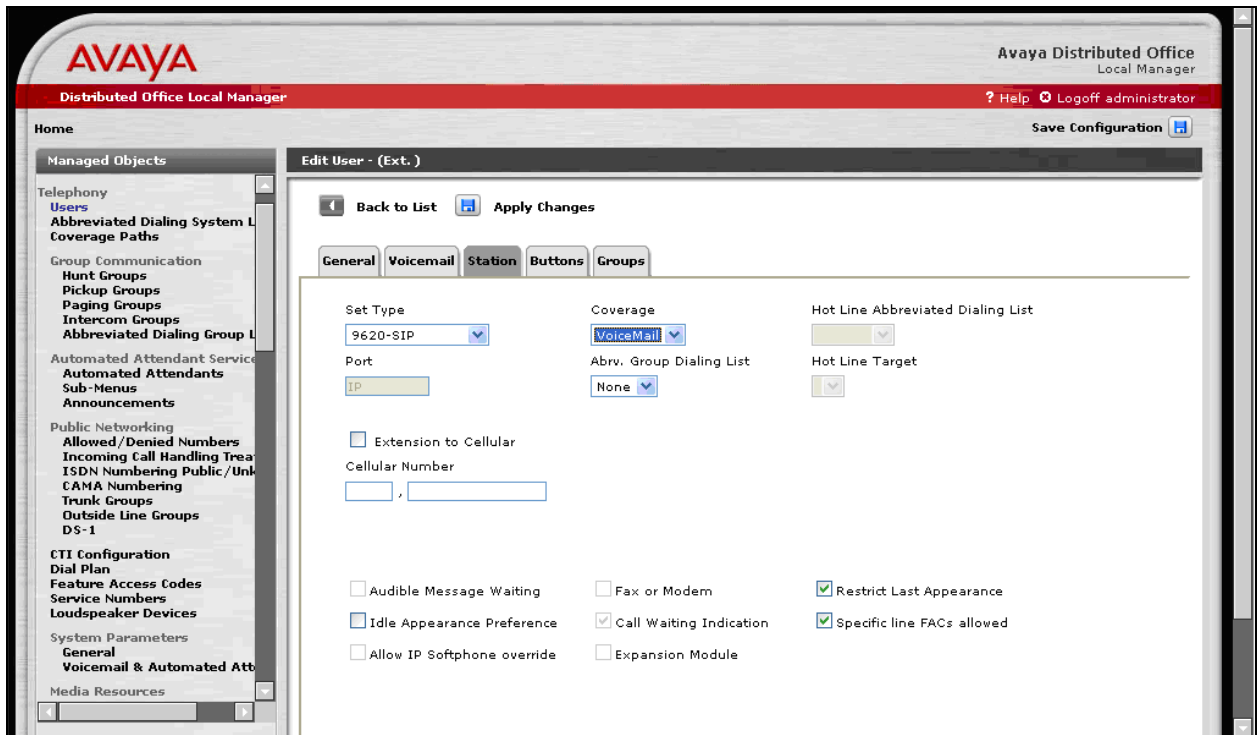 AVAYA
Avaya Distributed Office
Local Manager
Distributed Office Local Manager
? Help Logoff administrator
Home
Save Configuration
Managed Objects
Telephony
Users
Abbreviated Dialing System L
Coverage Paths
Group Communication
Hunt Groups
Pickup Groups
Paging Groups
Intercom Groups
Abbreviated Dialing Group L
Automated Attendant Service
Automated Attendants
Sub-Menus
Announcements
Public Networking
Allowed/Denied Numbers
Incoming Call Handling Trea
ISDN Numbering Public/Unk
CAMA Numbering
Trunk Groups
Outside Line Groups
DS-1
CTI Configuration
Dial Plan
Feature Access Codes
Service Numbers
Loudspeaker Devices
System Parameters
General
Voicemail & Automated Att
Media Resources
Edit User - (Ext. )
Back to List Apply Changes
General Voicemail Station Buttons Groups
Set Type Coverage Hot Line Abbreviated Dialing List
9620-SIP VoiceMail
Port Abrv. Group Dialing List Hot Line Target
IP None
Extension to Cellular
Cellular Number
,
Audible Message Waiting Fax or Modem Restrict Last Appearance
Idle Appearance Preference Call Waiting Indication Specific line FACs allowed
Allow IP Softphone override Expansion Module